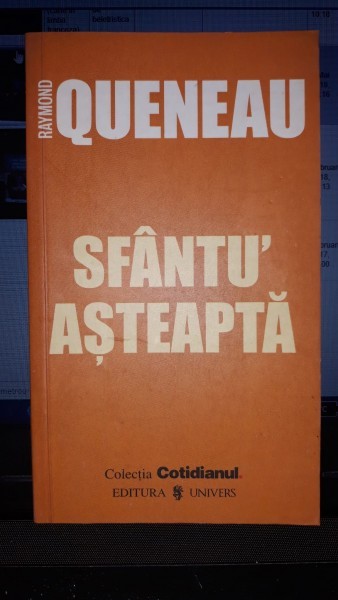 RAYMOND
QUENEAU
SFÂNTU'
AȘTEAPTĂ
Colecția Cotidianul®
EDITURA UNIVERS